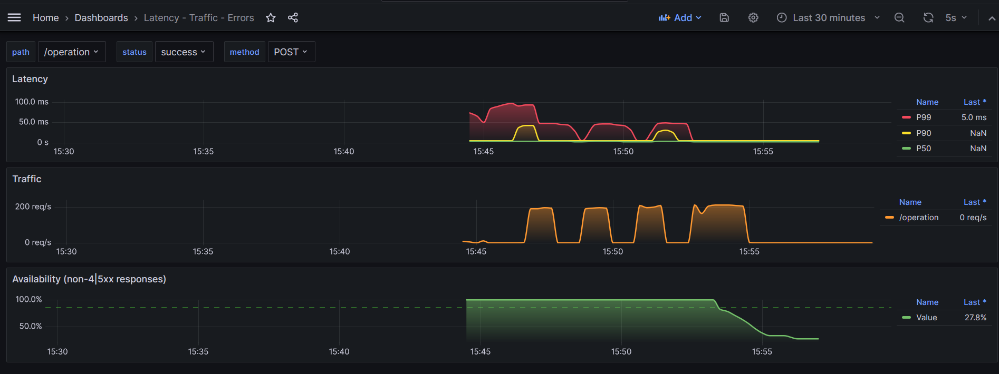 Home › Dashboards › Latency - Traffic - Errors
Add
Last 30 minutes
5s
path /operation status success method POST
Latency
100.0 ms
50.0 ms
0 s
15:30 15:35 15:40 15:45 15:50 15:55
Name Last *
P99 5.0 ms
P90 NaN
P50 NaN
Traffic
200 req/s
0 req/s
15:30 15:35 15:40 15:45 15:50 15:55
Name Last *
/operation 0 req/s
Availability (non-4|5xx responses)
100.0%
50.0%
15:30 15:35 15:40 15:45 15:50 15:55
Name Last *
Value 27.8%